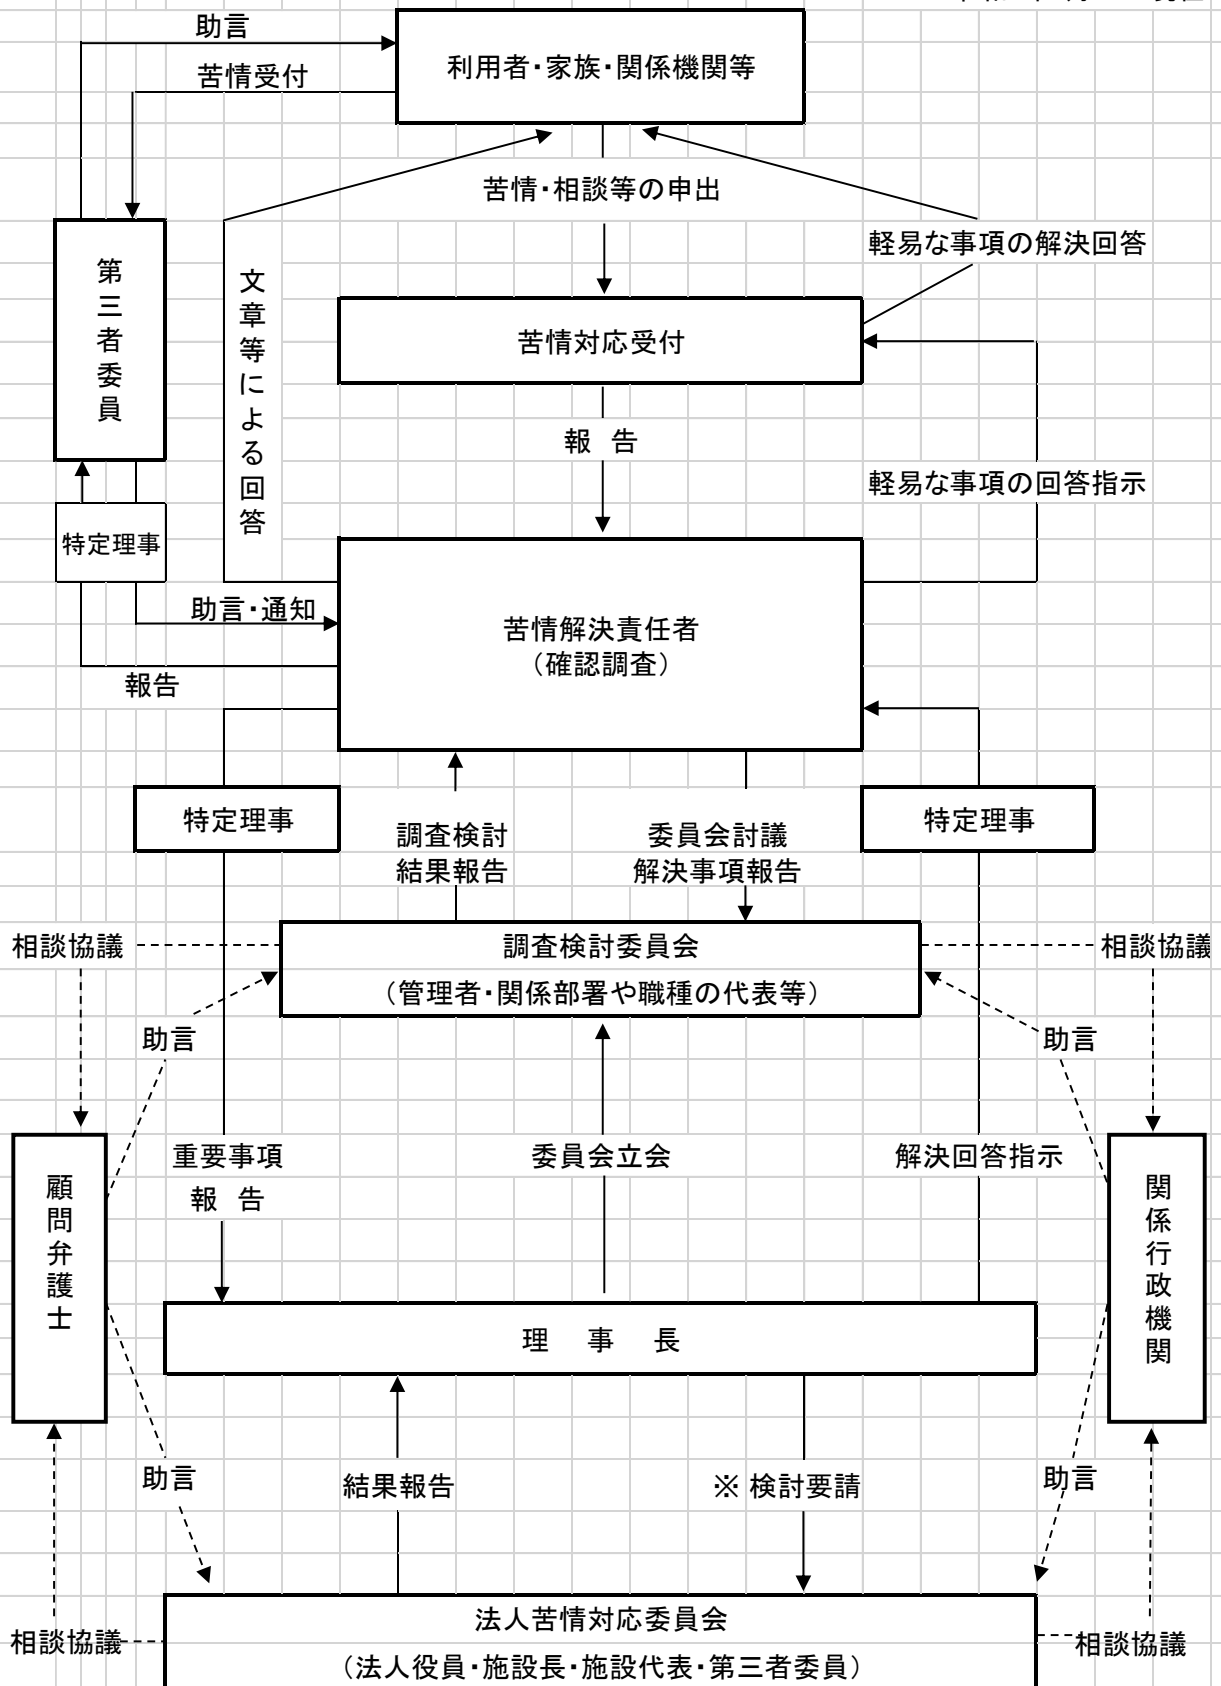 助言
利用者・家族・関係機関等
苦情受付
苦情・相談等の申出
軽易な事項の解決回答
第三者委員
文章等による回答
苦情対応受付
報　告
軽易な事項の回答指示
特定理事
助言・通知
苦情解決責任者
（確認調査）
報告
特定理事
調査検討
結果報告
委員会討議
解決事項報告
特定理事
相談協議
調査検討委員会
（管理者・関係部署や職種の代表等）
相談協議
助言
助言
重要事項
報　告
委員会立会
解決回答指示
顧問弁護士
関係行政機関
理　事　長
助言
結果報告
※ 検討要請
助言
法人苦情対応委員会
（法人役員・施設長・施設代表・第三者委員）
相談協議
相談協議